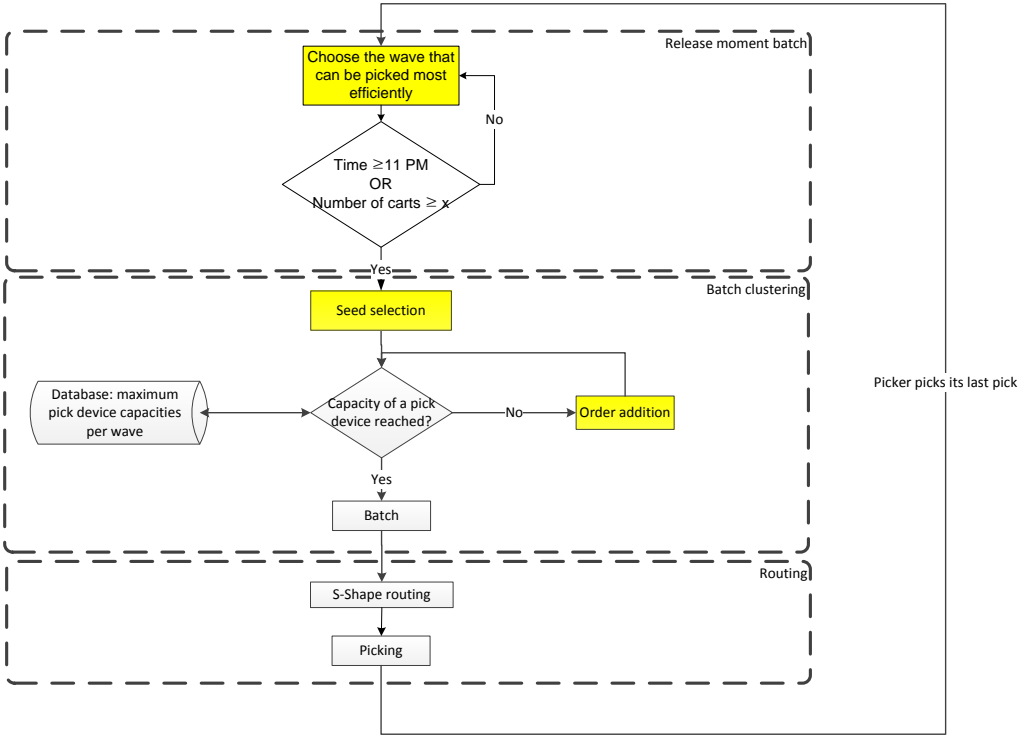 Release moment batch
Choose the wave that
can be picked most
efficiently
No
Time ≥11 PM
OR
Number of carts ≥ x
Yes
Batch clustering
Seed selection
Database: maximum
pick device capacities
per wave
Capacity of a pick
device reached?
No
Order addition
Picker picks its last pick
Yes
Batch
Routing
S-Shape routing
Picking